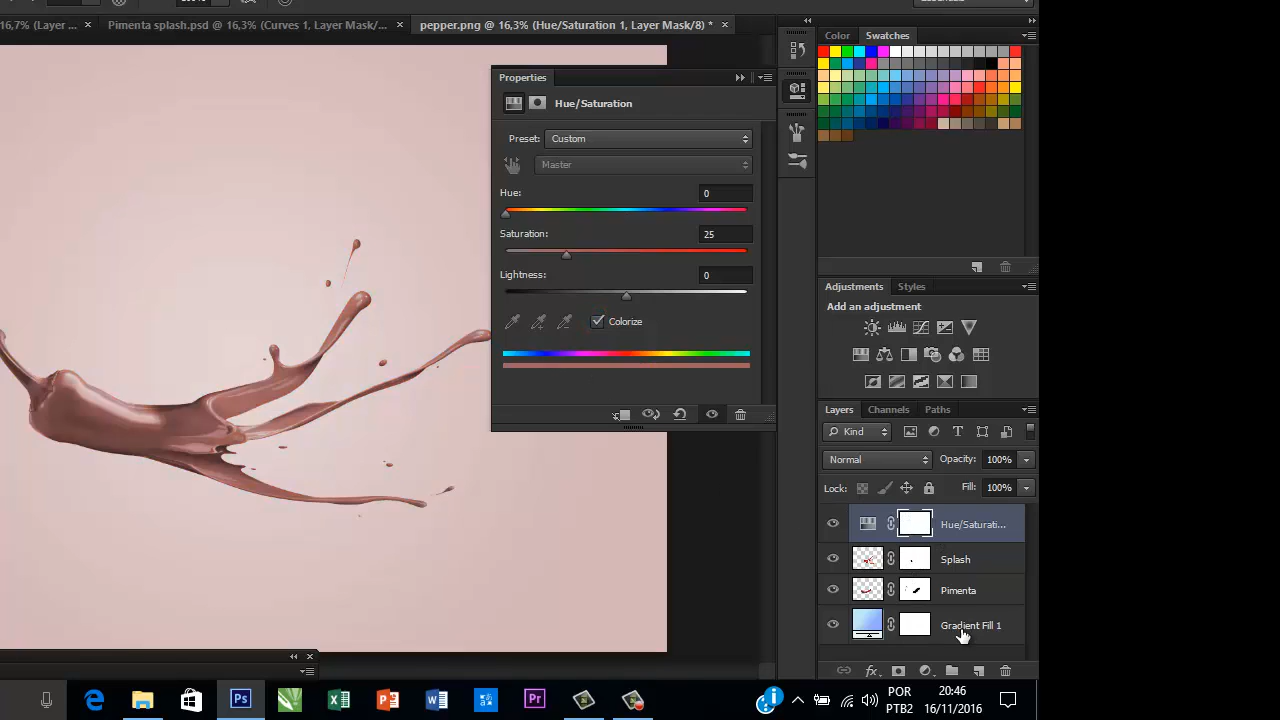 16,7% (Layer ... × Pimenta splash.psd @ 16,3% (Curves 1, Layer Mask/... × pepper.png @ 16,3% (Hue/Saturation 1, Layer Mask/8) * ×
Color Swatches
Properties
Hue/Saturation
Preset: Custom
Master
Hue: 0
Saturation: 25
Lightness: 0
Colorize
Adjustments Styles
Add an adjustment
Layers Channels Paths
Kind
Normal Opacity: 100%
Lock: Fill: 100%
Hue/Saturati...
Splash
Pimenta
Gradient Fill 1
fx
Ps Pr
POR 20:46
PTB2 16/11/2016